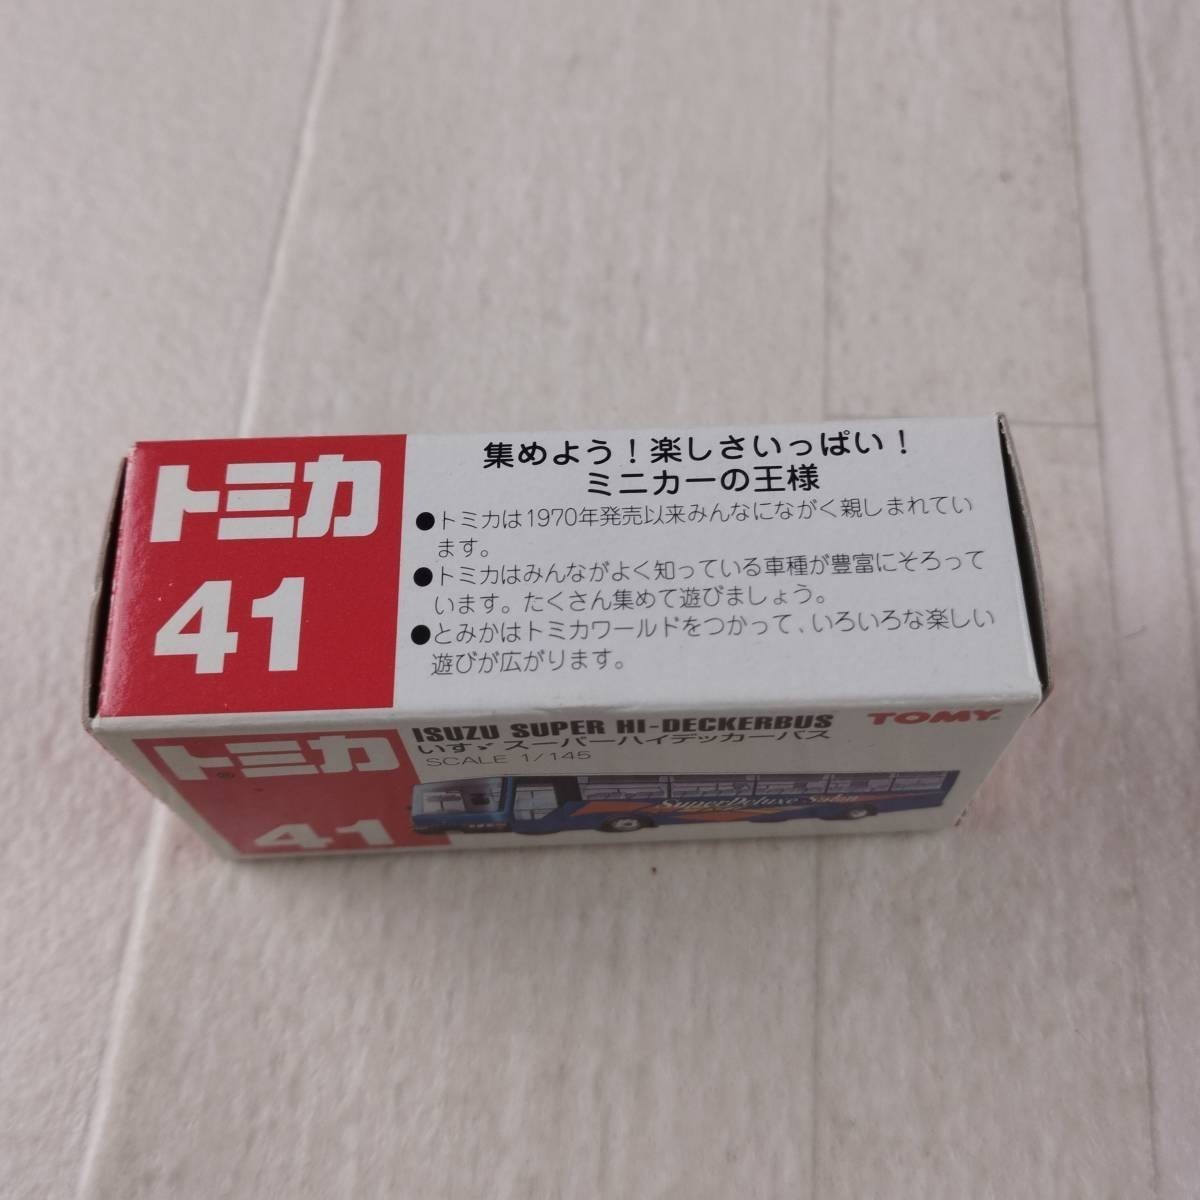 トミカ
41
集めよう！楽しさいっぱい！
ミニカーの王様
●トミカは1970年発売以来みんなにながく親しまれてい
ます。
●トミカはみんながよく知っている車種が豊富にそろって
います。たくさん集めて遊びましょう。
●とみかはトミカワールドをつかって、いろいろな楽しい
遊びが広がります。
トミカ®
41
ISUZU SUPER HI-DECKERBUS
いすゞ スーパーハイデッカーバス
SCALE 1/145
TOMY
SuperDeluxe Salon